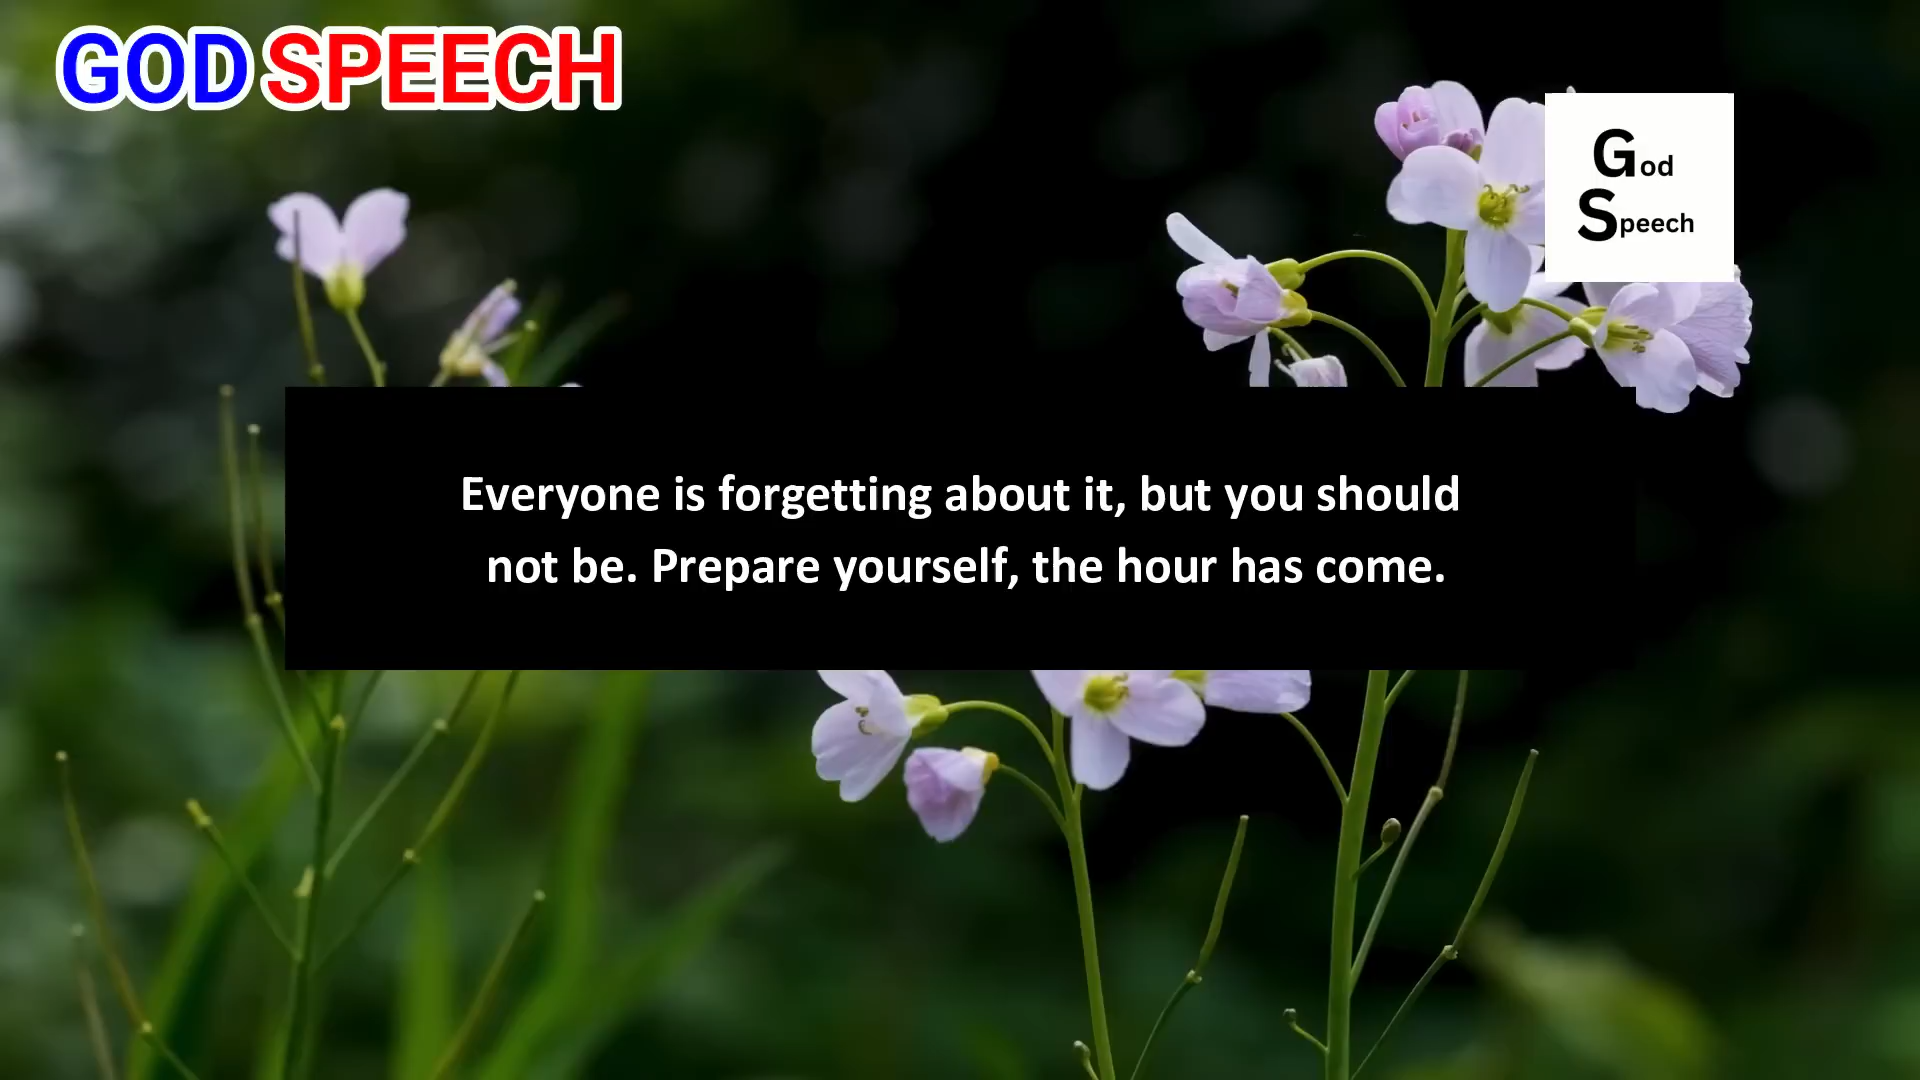 GOD SPEECH
God
Speech
Everyone is forgetting about it, but you should
not be. Prepare yourself, the hour has come.